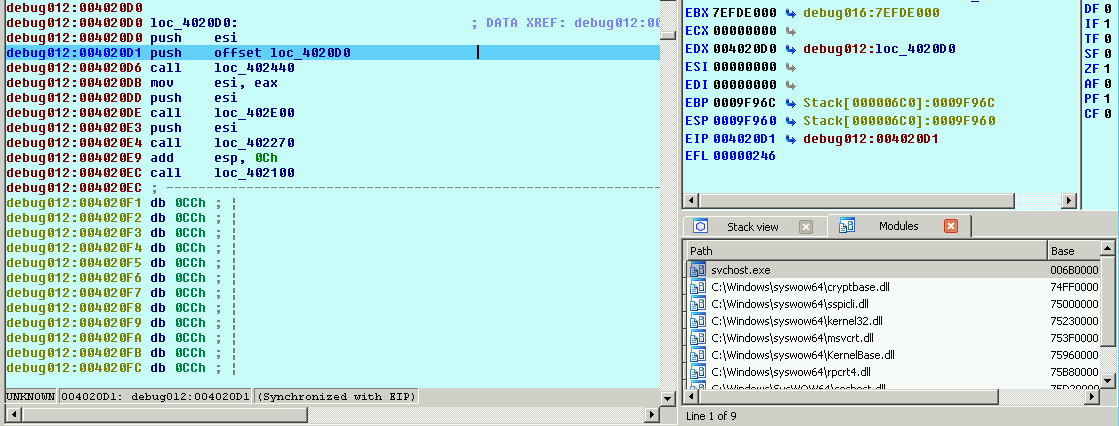 debug012:004020D0
debug012:004020D0 loc_4020D0: ; DATA XREF: debug012:00
debug012:004020D0 push esi
debug012:004020D1 push offset loc_4020D0
debug012:004020D6 call loc_402440
debug012:004020DB mov esi, eax
debug012:004020DD push esi
debug012:004020DE call loc_402E00
debug012:004020E3 push esi
debug012:004020E4 call loc_402270
debug012:004020E9 add esp, 0Ch
debug012:004020EC call loc_402100
debug012:004020EC ; ---------------------------------------------------------------------------
debug012:004020F1 db 0CCh ; ¦
debug012:004020F2 db 0CCh ; ¦
debug012:004020F3 db 0CCh ; ¦
debug012:004020F4 db 0CCh ; ¦
debug012:004020F5 db 0CCh ; ¦
debug012:004020F6 db 0CCh ; ¦
debug012:004020F7 db 0CCh ; ¦
debug012:004020F8 db 0CCh ; ¦
debug012:004020F9 db 0CCh ; ¦
debug012:004020FA db 0CCh ; ¦
debug012:004020FB db 0CCh ; ¦
debug012:004020FC db 0CCh ; ¦
UNKNOWN 004020D1: debug012:004020D1 (Synchronized with EIP)
EBX 7EFDE000 debug016:7EFDE000
ECX 00000000
EDX 004020D0 debug012:loc_4020D0
ESI 00000000
EDI 00000000
EBP 0009F96C Stack[000006C0]:0009F96C
ESP 0009F960 Stack[000006C0]:0009F960
EIP 004020D1 debug012:004020D1
EFL 00000246
DF 0
IF 1
TF 0
SF 0
ZF 1
AF 0
PF 1
CF 0
Stack view Modules
Path Base
svchost.exe 006B0000
C:\Windows\syswow64\cryptbase.dll 74FF0000
C:\Windows\syswow64\sspicli.dll 75000000
C:\Windows\syswow64\kernel32.dll 75230000
C:\Windows\syswow64\msvcrt.dll 753F0000
C:\Windows\syswow64\KernelBase.dll 75960000
C:\Windows\syswow64\rpcrt4.dll 75B80000
C:\Windows\SysWOW64\sechost.dll
Line 1 of 9